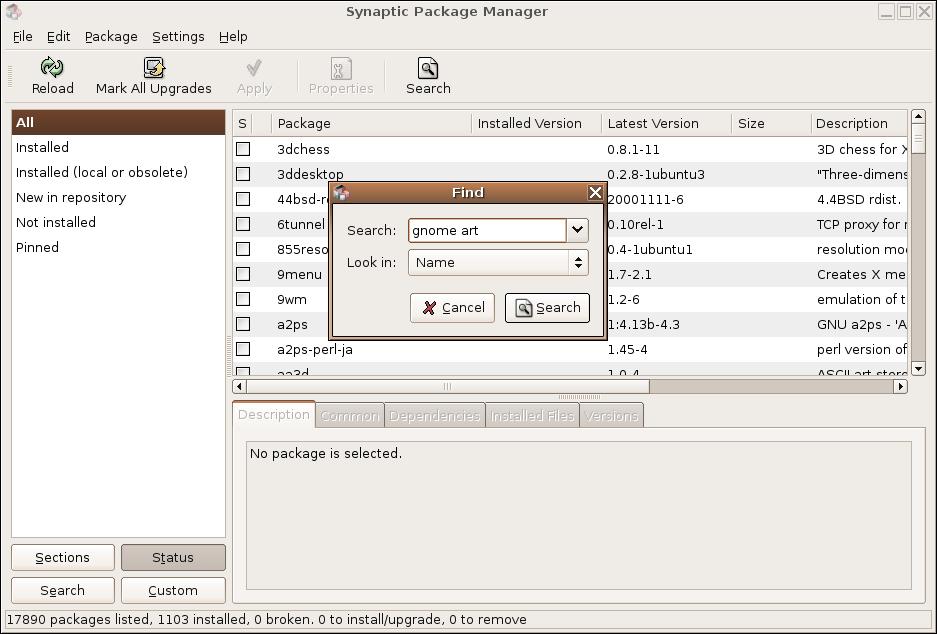 Synaptic Package Manager
File Edit Package Settings Help
Reload Mark All Upgrades Apply Properties Search
All
Installed
Installed (local or obsolete)
New in repository
Not installed
Pinned
S Package Installed Version Latest Version Size Description
3dchess 0.8.1-11 3D chess for X
3ddesktop 0.2.8-1ubuntu3 "Three-dimens
44bsd-r 20001111-6 4.4BSD rdist.
6tunnel 0.10rel-1 TCP proxy for
855reso 0.4-1ubuntu1 resolution mo
9menu 1.7-2.1 Creates X me
9wm 1.2-6 emulation of t
a2ps 1:4.13b-4.3 GNU a2ps - 'A
a2ps-perl-ja 1.45-4 perl version of
aa3d 1.0-4 ASCII art stere
Find
Search: gnome art
Look in: Name
Cancel Search
Description Common Dependencies Installed Files Versions
No package is selected.
Sections Status
Search Custom
17890 packages listed, 1103 installed, 0 broken. 0 to install/upgrade, 0 to remove